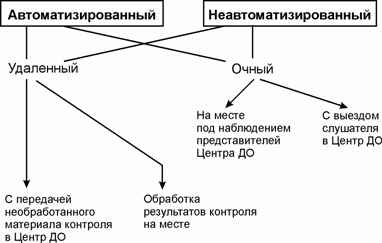 Автоматизированный
Неавтоматизированный
Удаленный
Очный
На месте
под наблюдением
представителей
Центра ДО
С выездом
слушателя
в Центр ДО
С передачей
необработанного
материала контроля
в Центр ДО
Обработка
результатов контроля
на месте